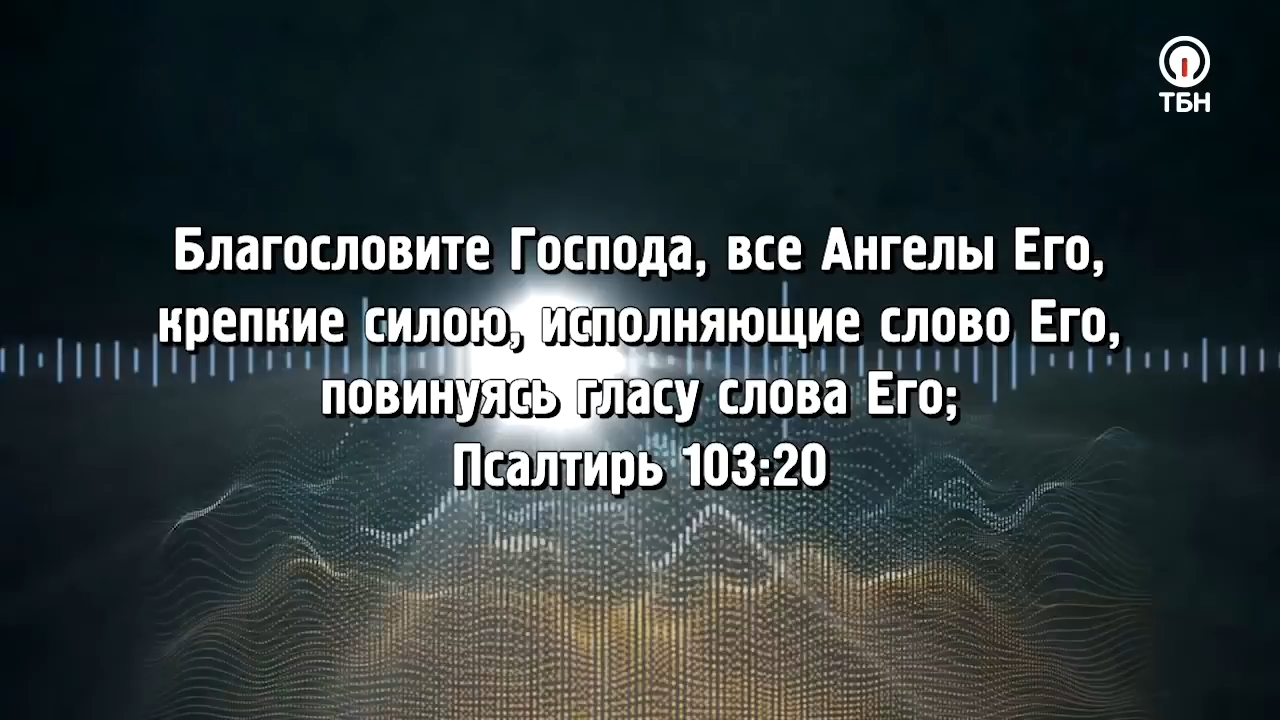 ТБН
Благословите Господа, все Ангелы Его,
крепкие силою, исполняющие слово Его,
повинуясь гласу слова Его;
Псалтирь 103:20